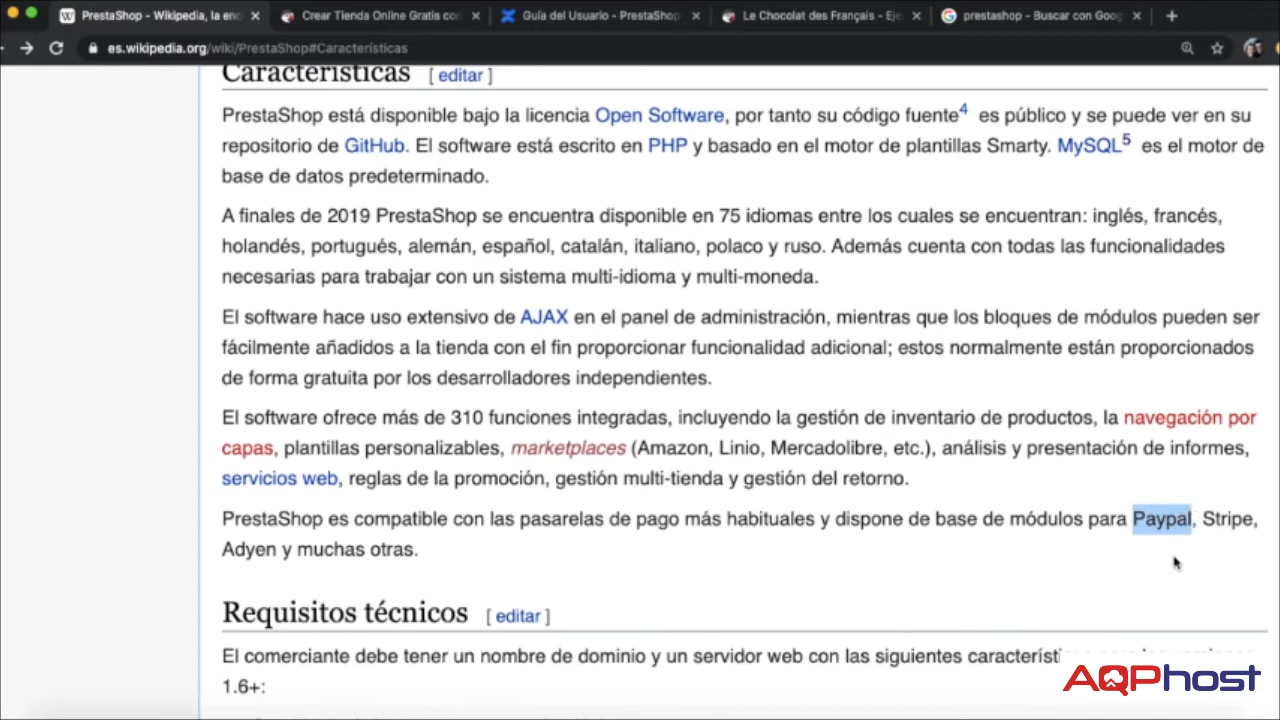 PrestaShop - Wikipedia, la enc
Crear Tienda Online Gratis con
Guía del Usuario - PrestaShop
Le Chocolat des Français - Eje
prestashop - Buscar con Goog
es.wikipedia.org/wiki/PrestaShop#Características
Características [ editar ]
PrestaShop está disponible bajo la licencia Open Software, por tanto su código fuente4 es público y se puede ver en su
repositorio de GitHub. El software está escrito en PHP y basado en el motor de plantillas Smarty. MySQL5 es el motor de
base de datos predeterminado.
A finales de 2019 PrestaShop se encuentra disponible en 75 idiomas entre los cuales se encuentran: inglés, francés,
holandés, portugués, alemán, español, catalán, italiano, polaco y ruso. Además cuenta con todas las funcionalidades
necesarias para trabajar con un sistema multi-idioma y multi-moneda.
El software hace uso extensivo de AJAX en el panel de administración, mientras que los bloques de módulos pueden ser
fácilmente añadidos a la tienda con el fin proporcionar funcionalidad adicional; estos normalmente están proporcionados
de forma gratuita por los desarrolladores independientes.
El software ofrece más de 310 funciones integradas, incluyendo la gestión de inventario de productos, la navegación por
capas, plantillas personalizables, marketplaces (Amazon, Linio, Mercadolibre, etc.), análisis y presentación de informes,
servicios web, reglas de la promoción, gestión multi-tienda y gestión del retorno.
PrestaShop es compatible con las pasarelas de pago más habituales y dispone de base de módulos para Paypal, Stripe,
Adyen y muchas otras.
Requisitos técnicos [ editar ]
El comerciante debe tener un nombre de dominio y un servidor web con las siguientes característi
1.6+:
AQPhost